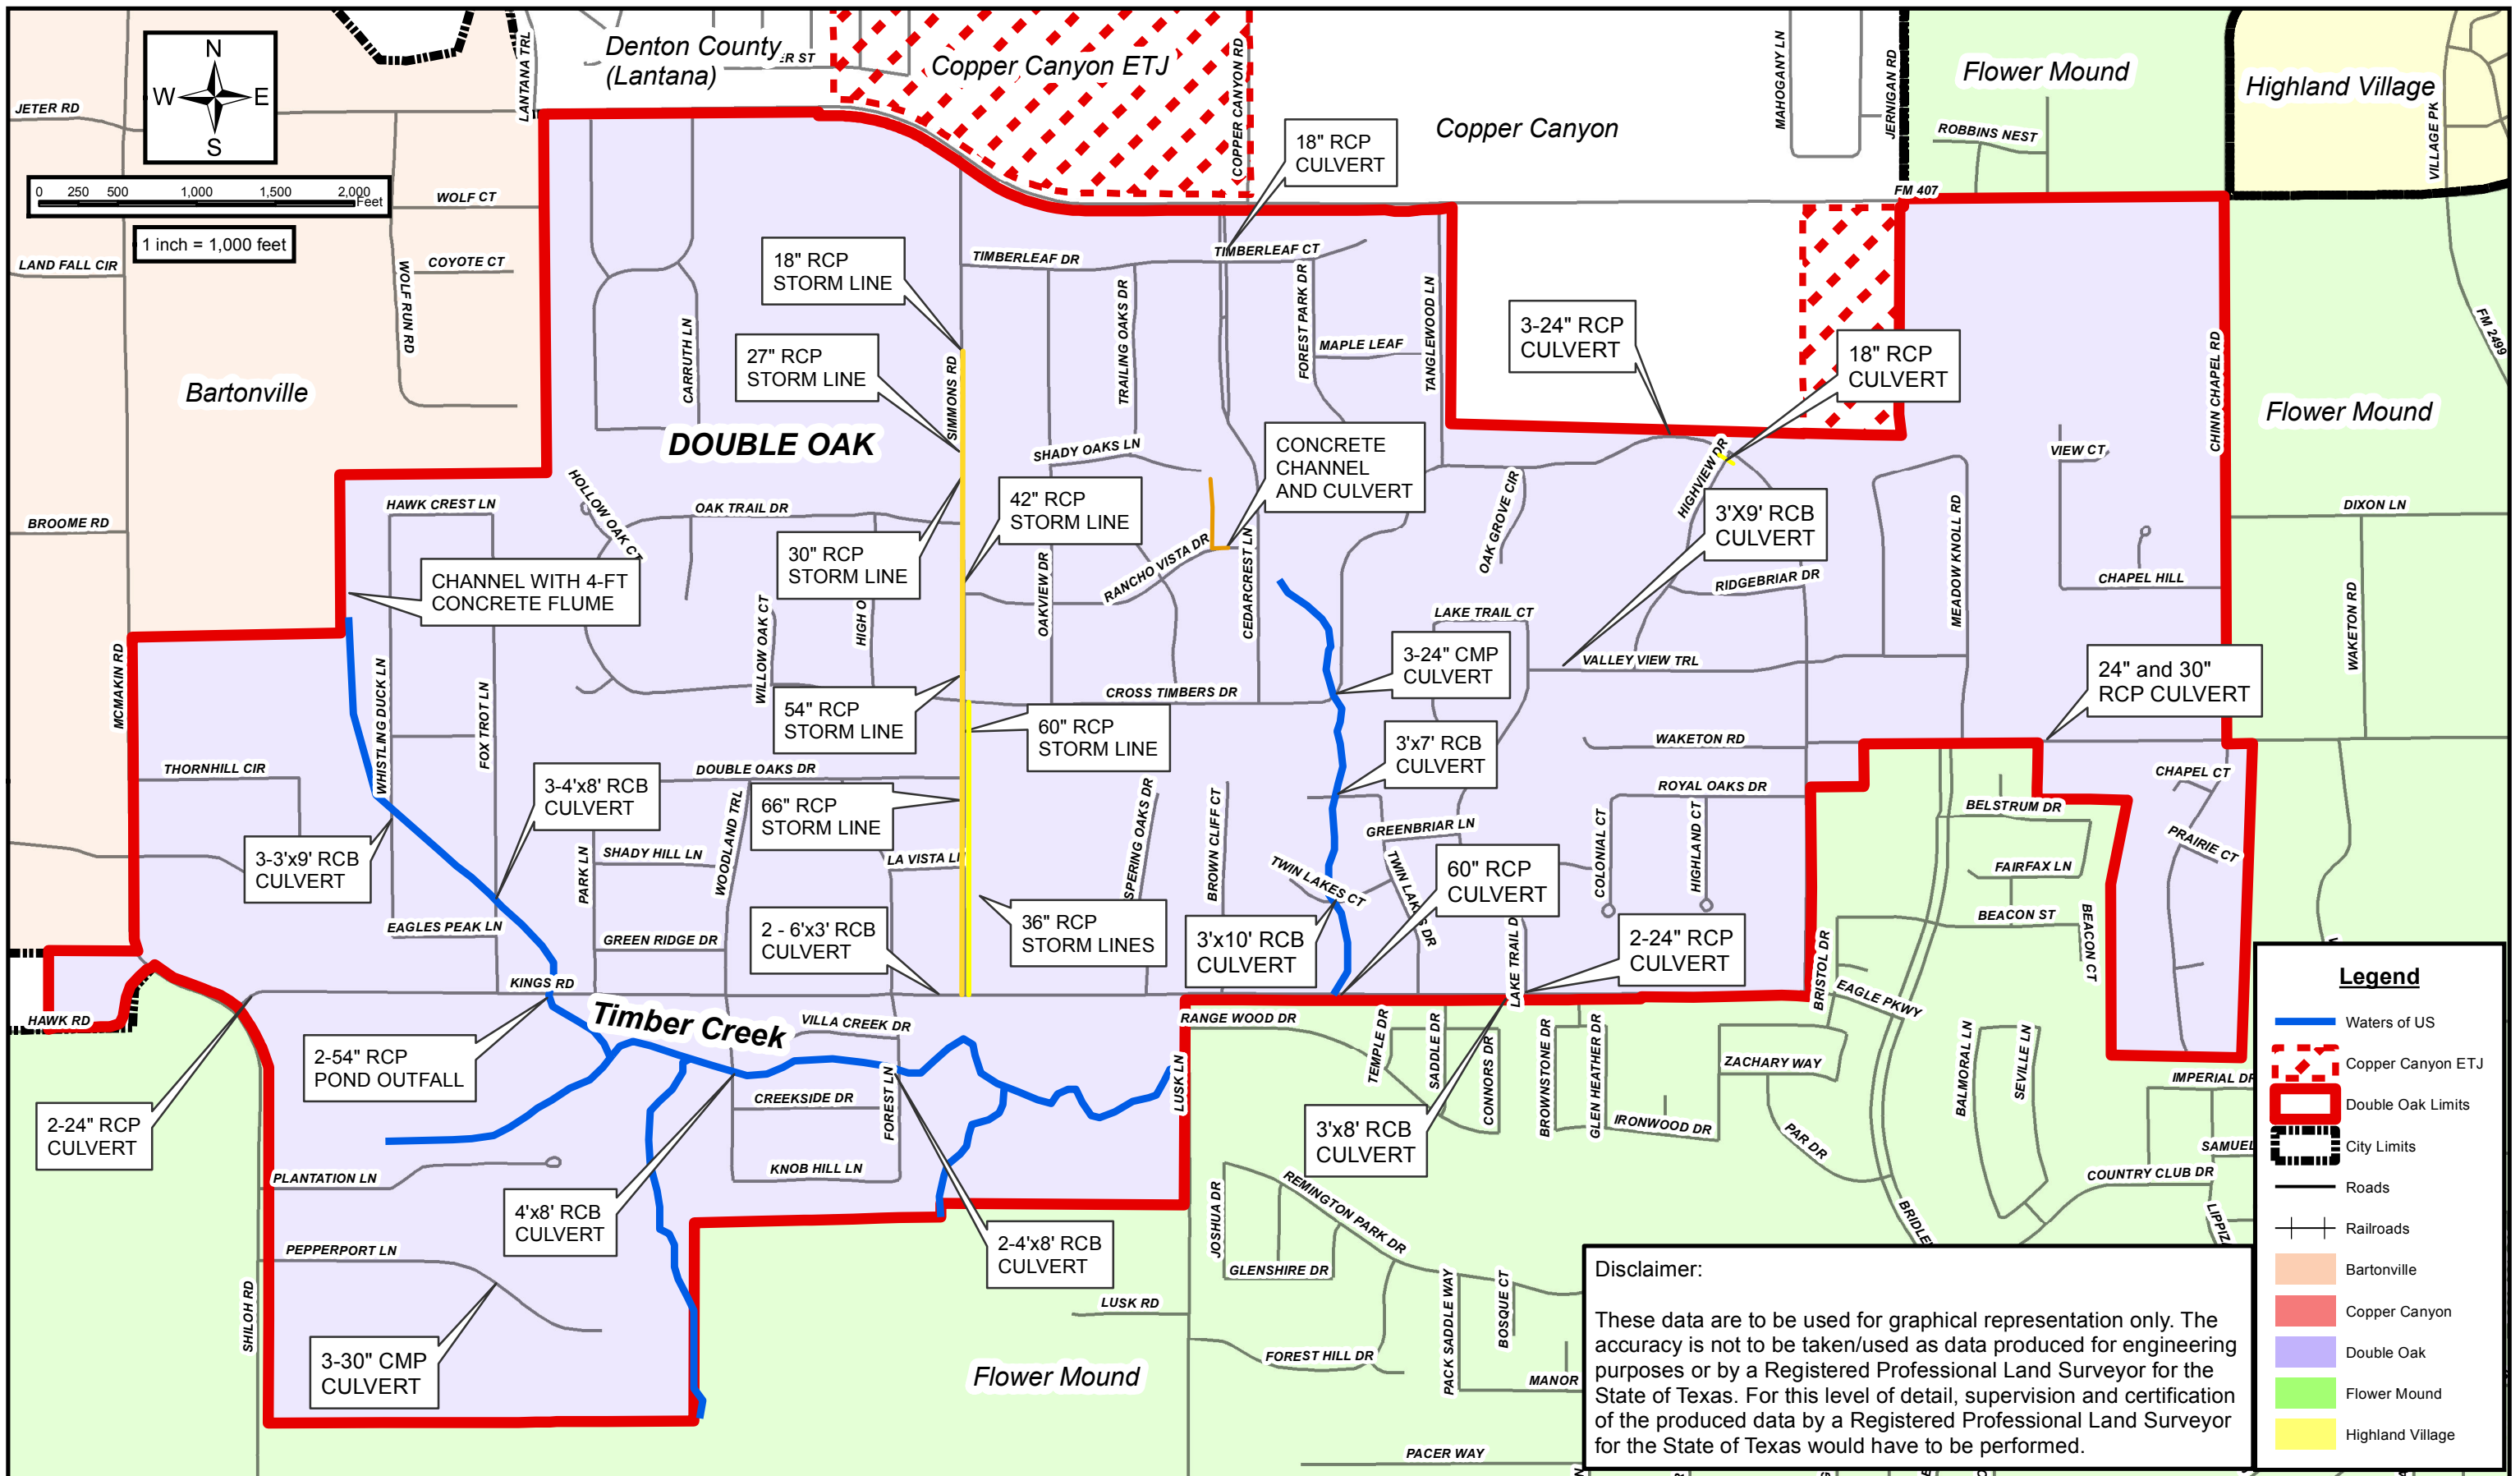 N
W
E
S
0 250 500 1,000 1,500 2,000
Feet
1 inch = 1,000 feet
Denton County
(Lantana)
ER ST
LANTANA TRL
Copper Canyon ETJ
COPPER CANYON RD
Copper Canyon
MAHOGANY LN
JERNIGAN RD
Flower Mound
ROBBINS NEST
Highland Village
VILLAGE PK
FM 407
FM 2499
JETER RD
WOLF CT
LAND FALL CIR
COYOTE CT
WOLF RUN RD
Bartonville
BROOME RD
MCMAKIN RD
18" RCP
CULVERT
TIMBERLEAF DR
TIMBERLEAF CT
18" RCP
STORM LINE
27" RCP
STORM LINE
SIMMONS RD
CARRUTH LN
TRAILING OAKS DR
FOREST PARK DR
MAPLE LEAF
TANGLEWOOD LN
3-24" RCP
CULVERT
18" RCP
CULVERT
CHINN CHAPEL RD
Flower Mound
DOUBLE OAK
SHADY OAKS LN
CONCRETE
CHANNEL
AND CULVERT
HIGHVIEW DR
VIEW CT
HAWK CREST LN
HOLLOW OAK CT
OAK TRAIL DR
42" RCP
STORM LINE
30" RCP
STORM LINE
OAK GROVE CIR
3'X9' RCB
CULVERT
MEADOW KNOLL RD
DIXON LN
CHANNEL WITH 4-FT
CONCRETE FLUME
RANCHO VISTA DR
CEDARCREST LN
RIDGEBRIAR DR
CHAPEL HILL
WAKETON RD
WILLOW OAK CT
HIGH O
OAKVIEW DR
LAKE TRAIL CT
3-24" CMP
CULVERT
VALLEY VIEW TRL
24" and 30"
RCP CULVERT
WHISTLING DUCK LN
FOX TROT LN
54" RCP
STORM LINE
CROSS TIMBERS DR
60" RCP
STORM LINE
3'x7' RCB
CULVERT
WAKETON RD
THORNHILL CIR
3-4'x8' RCB
CULVERT
DOUBLE OAKS DR
66" RCP
STORM LINE
SPERING OAKS DR
BROWN CLIFF CT
ROYAL OAKS DR
CHAPEL CT
BELSTRUM DR
3-3'x9' RCB
CULVERT
PARK LN
SHADY HILL LN
WOODLAND TRL
LA VISTA L
GREENBRIAR LN
TWIN LAKES CT
TWIN LAKES DR
60" RCP
CULVERT
COLONIAL CT
HIGHLAND CT
PRAIRIE CT
FAIRFAX LN
EAGLES PEAK LN
GREEN RIDGE DR
2 - 6'x3' RCB
CULVERT
36" RCP
STORM LINES
3'x10' RCB
CULVERT
2-24" RCP
CULVERT
BEACON ST
BEACON CT
KINGS RD
HAWK RD
LAKE TRAIL D
BRISTOL DR
EAGLE PKWY
Timber Creek
VILLA CREEK DR
RANGE WOOD DR
2-54" RCP
POND OUTFALL
2-24" RCP
CULVERT
CREEKSIDE DR
FOREST LN
LUSK LN
TEMPLE DR
SADDLE DR
CONNORS DR
BROWNSTONE DR
GLEN HEATHER DR
ZACHARY WAY
IRONWOOD DR
PAR DR
BALMORAL LN
SEVILLE LN
IMPERIAL DR
SAMUEL
COUNTRY CLUB DR
LIPPIZ
3'x8' RCB
CULVERT
PLANTATION LN
KNOB HILL LN
4'x8' RCB
CULVERT
2-4'x8' RCB
CULVERT
JOSHUA DR
REMINGTON PARK DR
GLENSHIRE DR
BRIDLE
PEPPERPORT LN
SHILOH RD
3-30" CMP
CULVERT
LUSK RD
PACK SADDLE WAY
BOSQUE CT
FOREST HILL DR
MANOR
PACER WAY
Flower Mound
Disclaimer:
These data are to be used for graphical representation only. The
accuracy is not to be taken/used as data produced for engineering
purposes or by a Registered Professional Land Surveyor for the
State of Texas. For this level of detail, supervision and certification
of the produced data by a Registered Professional Land Surveyor
for the State of Texas would have to be performed.
Legend
Waters of US
Copper Canyon ETJ
Double Oak Limits
City Limits
Roads
Railroads
Bartonville
Copper Canyon
Double Oak
Flower Mound
Highland Village